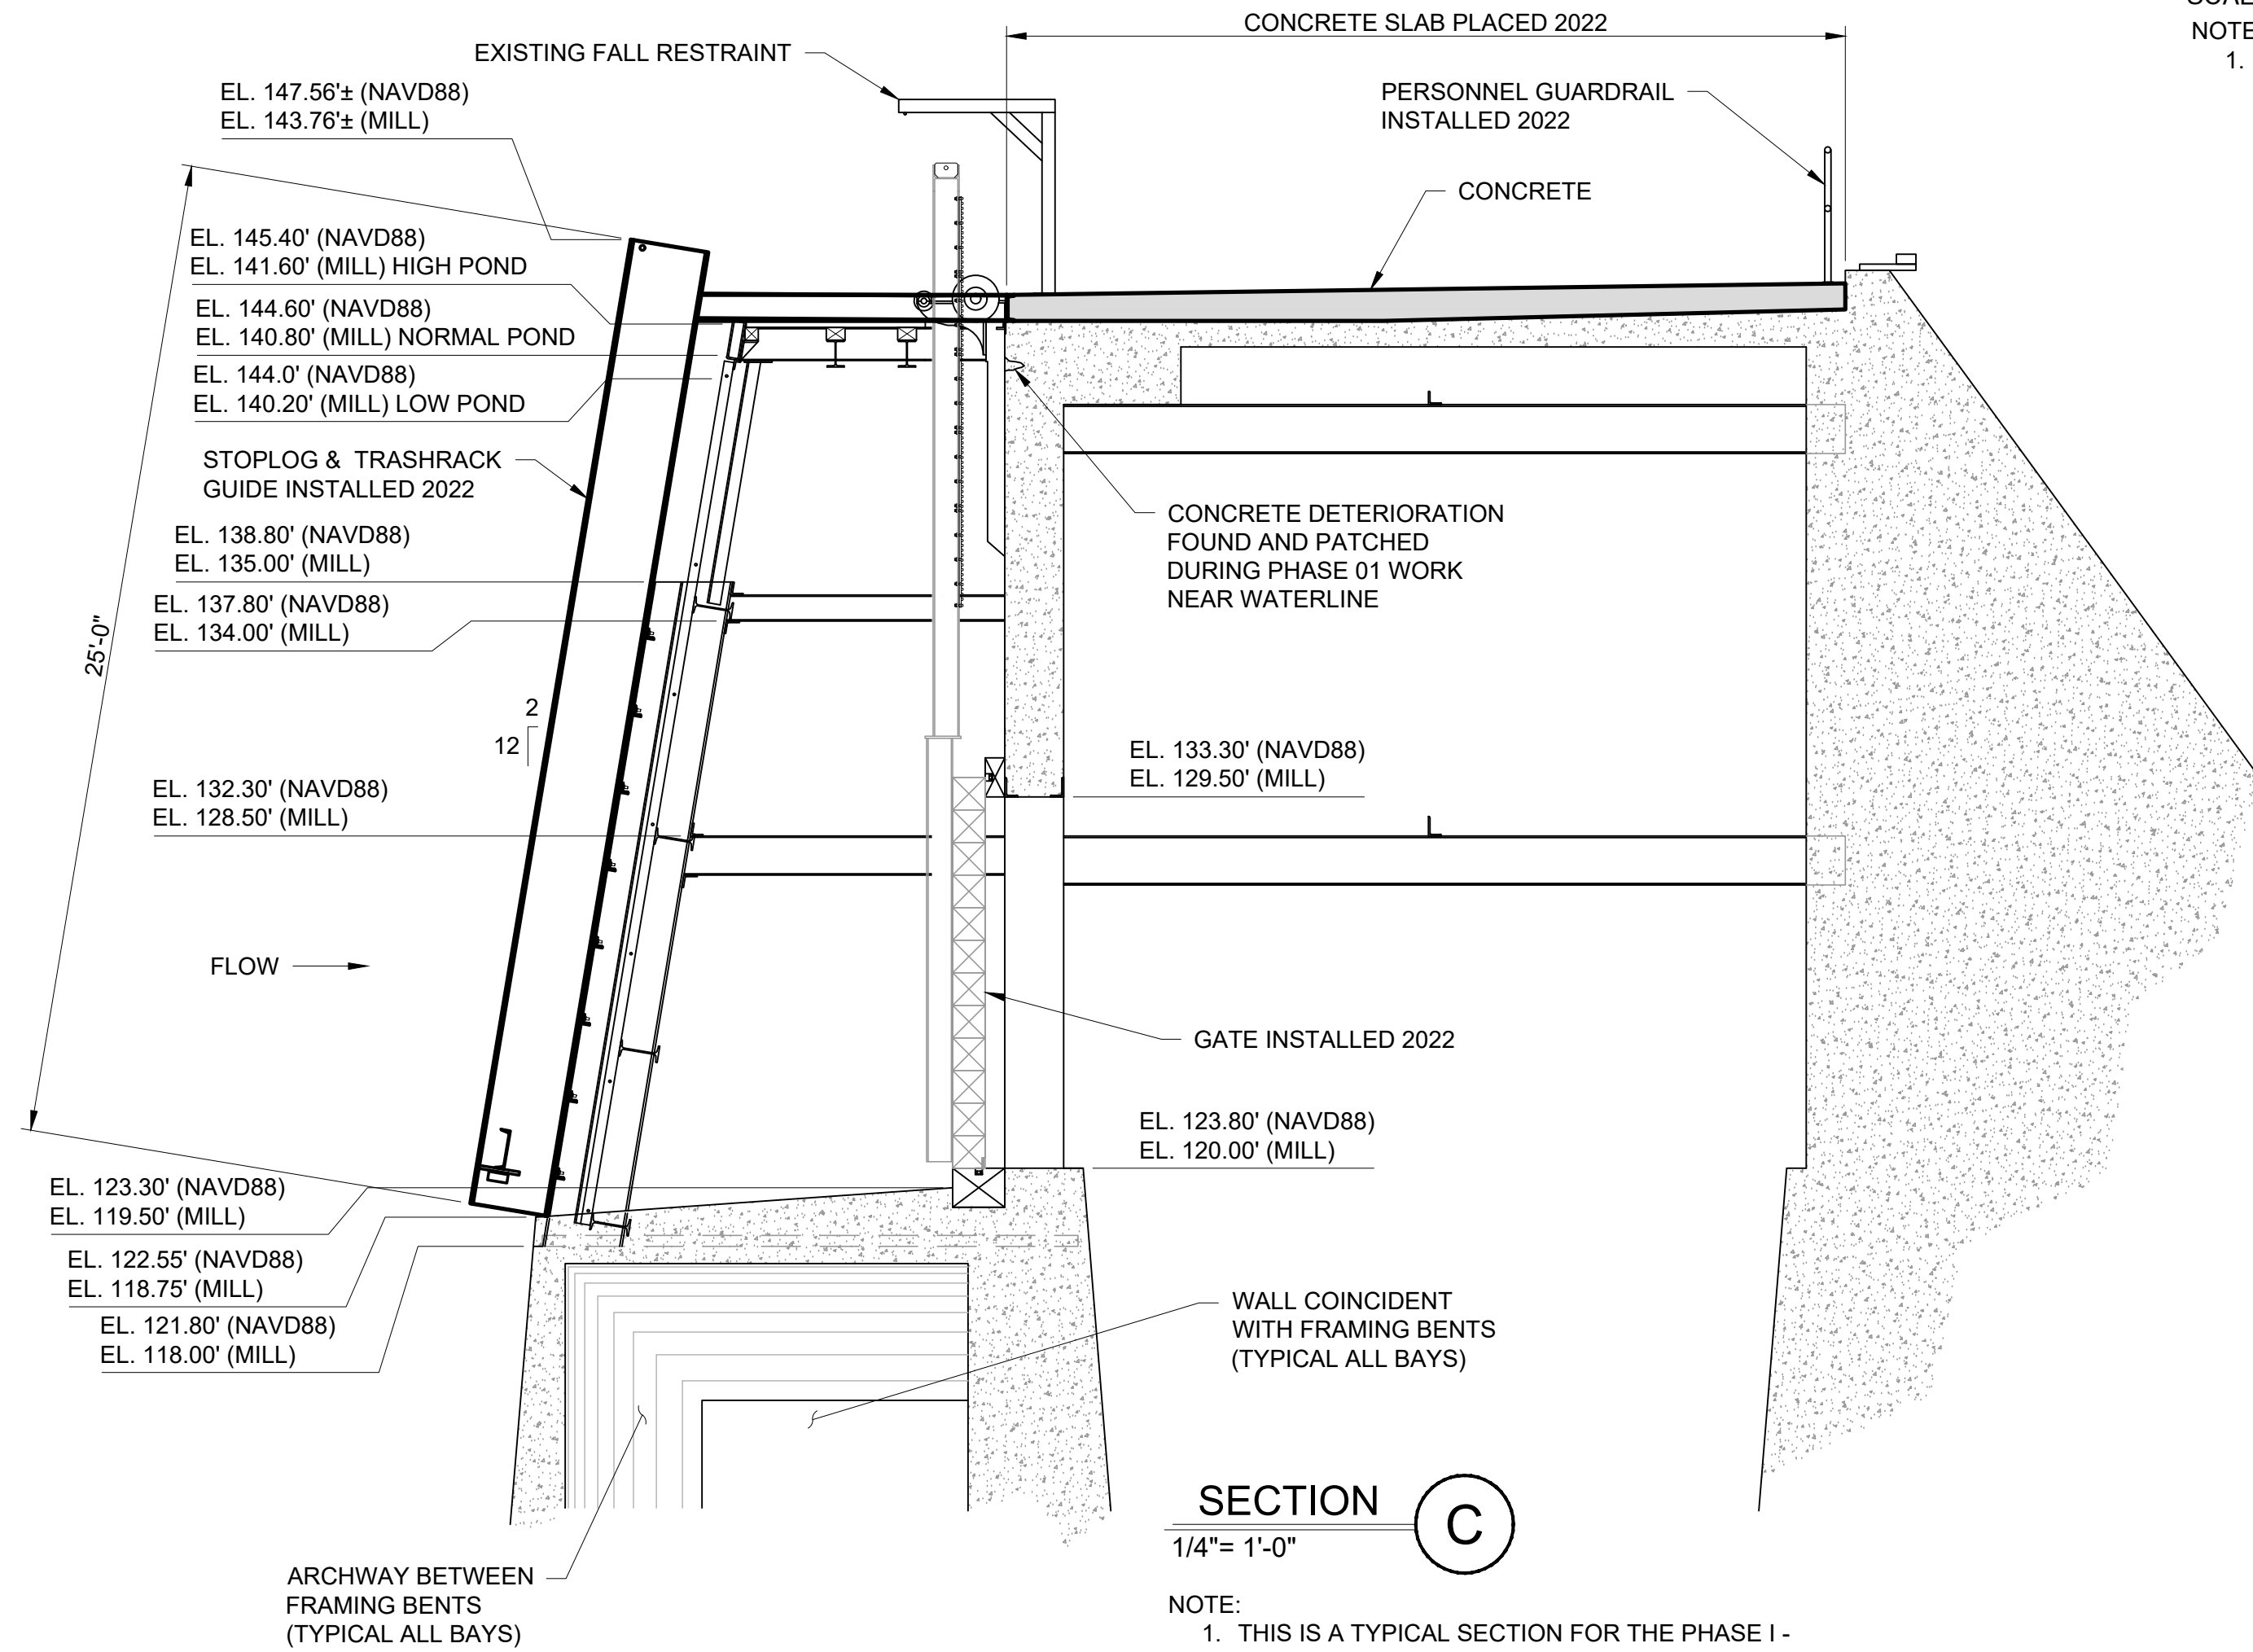 SCAL
NOTE
1.
CONCRETE SLAB PLACED 2022
EXISTING FALL RESTRAINT
EL. 147.56'± (NAVD88)
EL. 143.76'± (MILL)
PERSONNEL GUARDRAIL
INSTALLED 2022
CONCRETE
EL. 145.40' (NAVD88)
EL. 141.60' (MILL) HIGH POND
EL. 144.60' (NAVD88)
EL. 140.80' (MILL) NORMAL POND
EL. 144.0' (NAVD88)
EL. 140.20' (MILL) LOW POND
STOPLOG & TRASHRACK
GUIDE INSTALLED 2022
CONCRETE DETERIORATION
FOUND AND PATCHED
DURING PHASE 01 WORK
NEAR WATERLINE
EL. 138.80' (NAVD88)
EL. 135.00' (MILL)
EL. 137.80' (NAVD88)
EL. 134.00' (MILL)
25'-0"
2
12
EL. 133.30' (NAVD88)
EL. 129.50' (MILL)
EL. 132.30' (NAVD88)
EL. 128.50' (MILL)
FLOW
GATE INSTALLED 2022
EL. 123.80' (NAVD88)
EL. 120.00' (MILL)
EL. 123.30' (NAVD88)
EL. 119.50' (MILL)
EL. 122.55' (NAVD88)
EL. 118.75' (MILL)
EL. 121.80' (NAVD88)
EL. 118.00' (MILL)
WALL COINCIDENT
WITH FRAMING BENTS
(TYPICAL ALL BAYS)
SECTION C
1/4"= 1'-0"
ARCHWAY BETWEEN
FRAMING BENTS
(TYPICAL ALL BAYS)
NOTE:
1. THIS IS A TYPICAL SECTION FOR THE PHASE I -